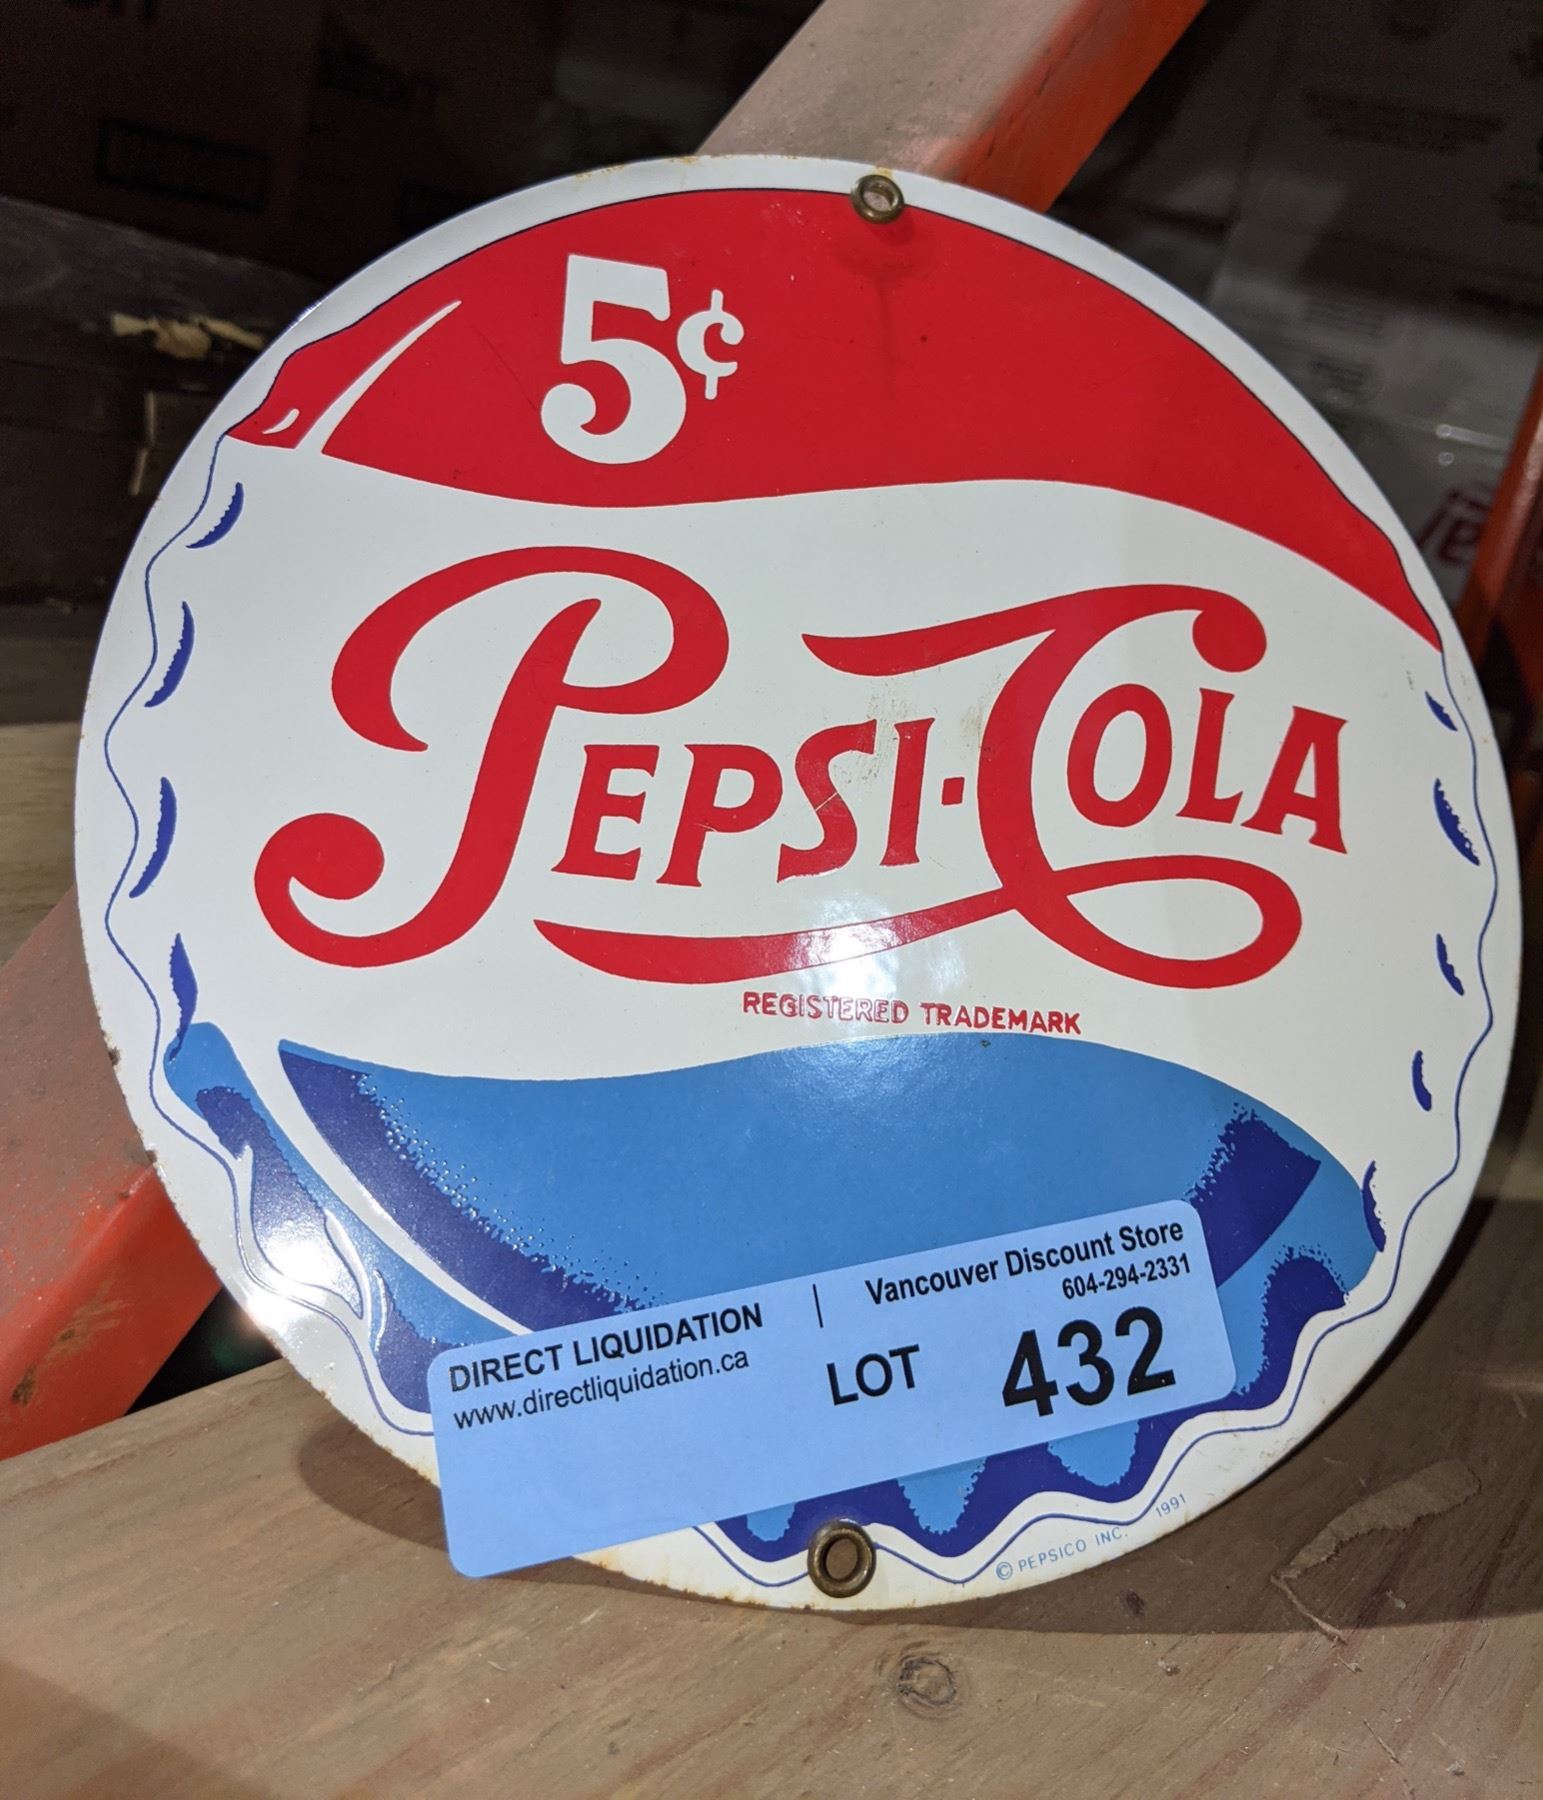 5¢
PEPSI-COLA
REGISTERED TRADEMARK
DIRECT LIQUIDATION | Vancouver Discount Store
www.directliquidation.ca 604-294-2331
LOT 432
© PEPSICO INC. 1991